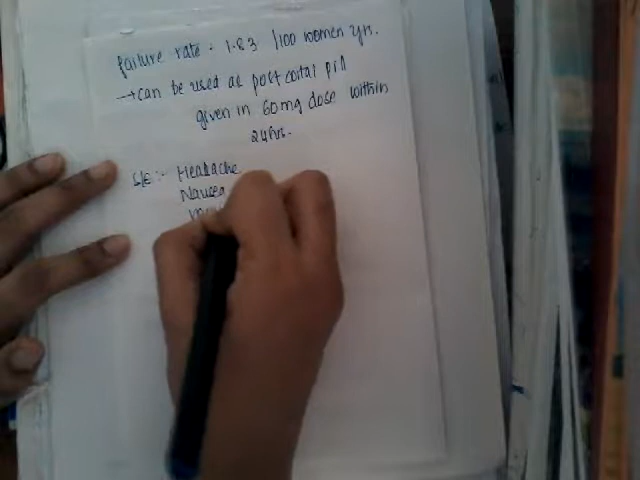 failure rate : 1.83 /100 women yrs.
→ can be used as post coital pill
given in 60mg dose within
24hrs.
S/E :- Headache
Nausea